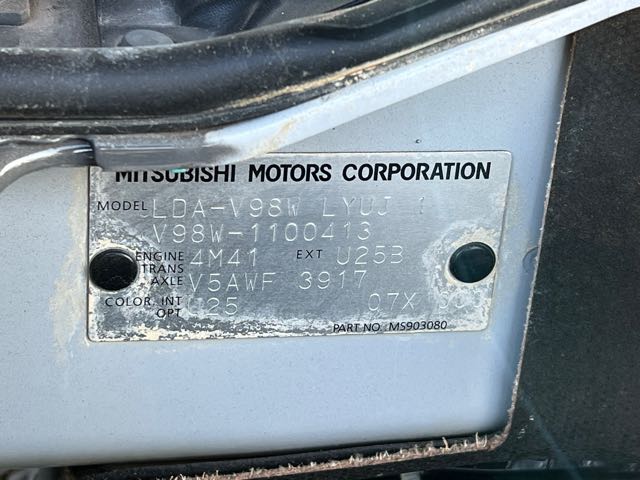 MITSUBISHI MOTORS CORPORATION
MODEL LDA-V98W LYUJ
V98W-1100413
ENGINE 4M41 EXT U25B
TRANS
AXLE V5AWF 3917
COLOR, INT
OPT 07X
PART NO. MS903080